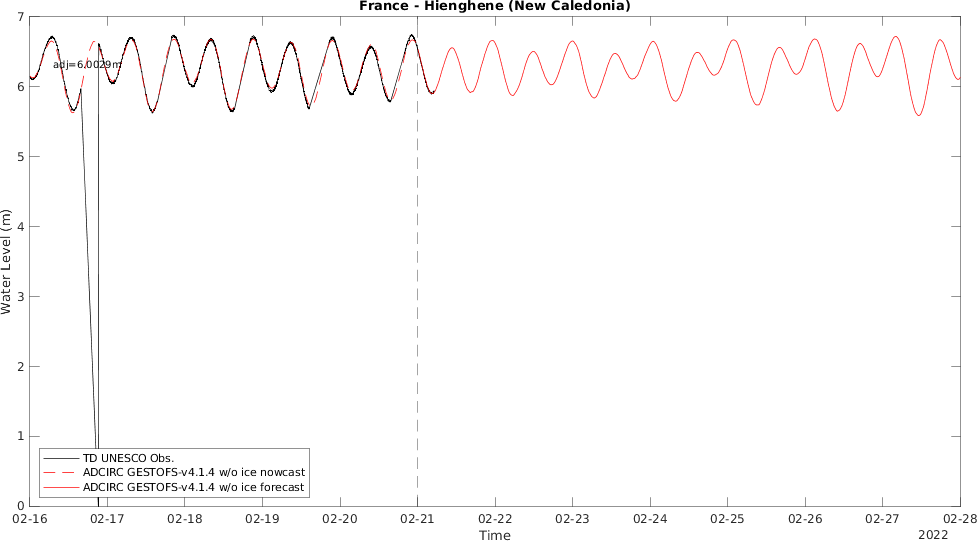 France - Hienghene (New Caledonia)
7
6
5
4
3
2
1
0
Water Level (m)
adj=6.0029m
TD UNESCO Obs.
ADCIRC GESTOFS-v4.1.4 w/o ice nowcast
ADCIRC GESTOFS-v4.1.4 w/o ice forecast
02-16 02-17 02-18 02-19 02-20 02-21 02-22 02-23 02-24 02-25 02-26 02-27 02-28
Time
2022